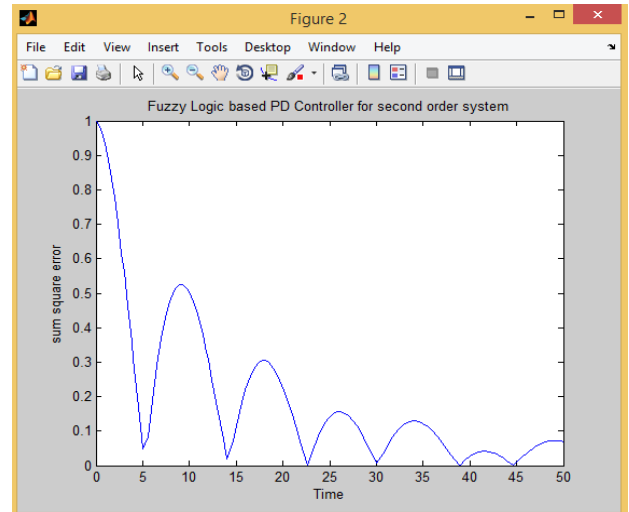 Figure 2
File Edit View Insert Tools Desktop Window Help
Fuzzy Logic based PD Controller for second order system
1
0.9
0.8
0.7
0.6
0.5
0.4
0.3
0.2
0.1
0
sum square error
0 5 10 15 20 25 30 35 40 45 50
Time